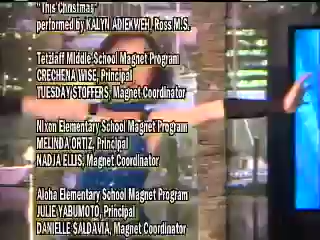 "This Christmas"
performed by KALYN ADIEKWEH, Ross M.S.
Tetzlaff Middle School Magnet Program
CRECHENA WISE, Principal
TUESDAY STOFFERS, Magnet Coordinator
Nixon Elementary School Magnet Program
MELINDA ORTIZ, Principal
NADJA ELLIS, Magnet Coordinator
Aloha Elementary School Magnet Program
JULIE YABUMOTO, Principal
DANIELLE SALDAVIA, Magnet Coordinator